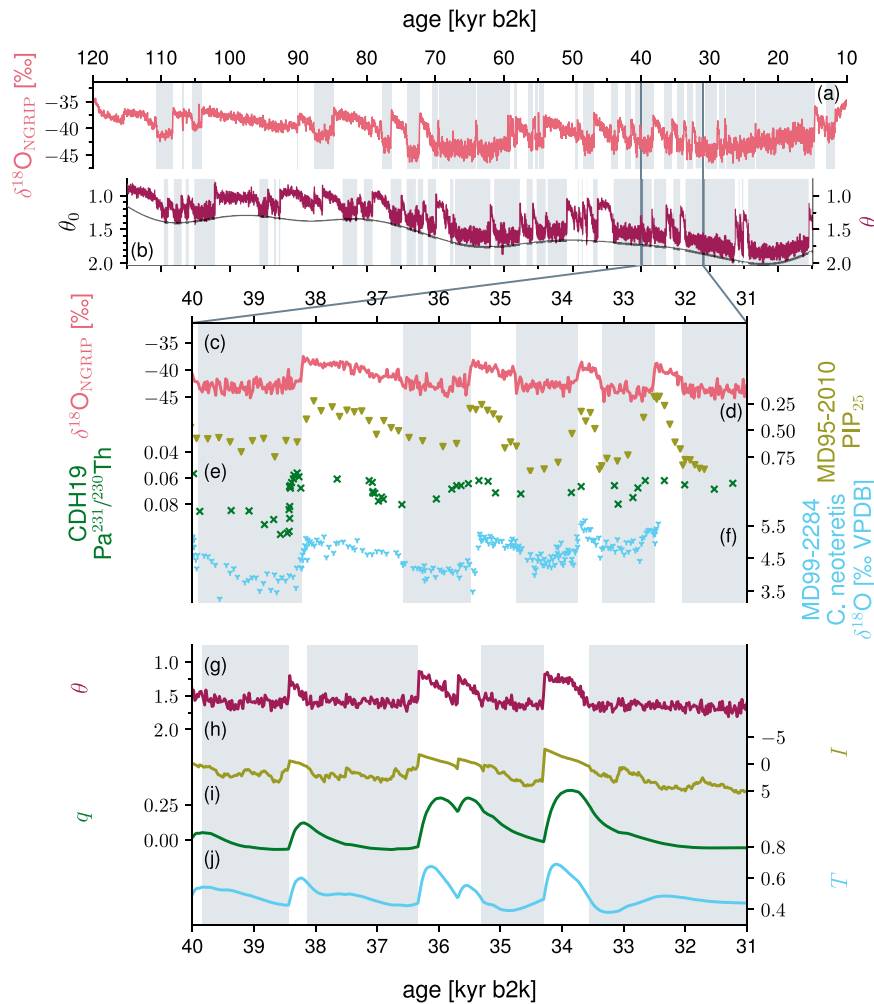 age [kyr b2k]
120 110 100 90 80 70 60 50 40 30 20 10
δ¹⁸O_NGRIP [‰]
−35
−40
−45
(a)
θ₀
1.0
1.5
2.0
(b)
1.0
1.5
2.0
θ
40 39 38 37 36 35 34 33 32 31
δ¹⁸O_NGRIP [‰]
−35
−40
−45
(c)
(d)
0.25
0.50
0.75
MD95-2010
PIP₂₅
CDH19
Pa²³¹/²³⁰Th
0.04
0.06
0.08
(e)
(f)
5.5
4.5
3.5
MD99-2284
C. neoteretis
δ¹⁸O [‰ VPDB]
θ
1.0
1.5
2.0
(g)
(h)
−5
0
5
I
q
0.25
0.00
(i)
(j)
0.8
0.6
0.4
T
40 39 38 37 36 35 34 33 32 31
age [kyr b2k]